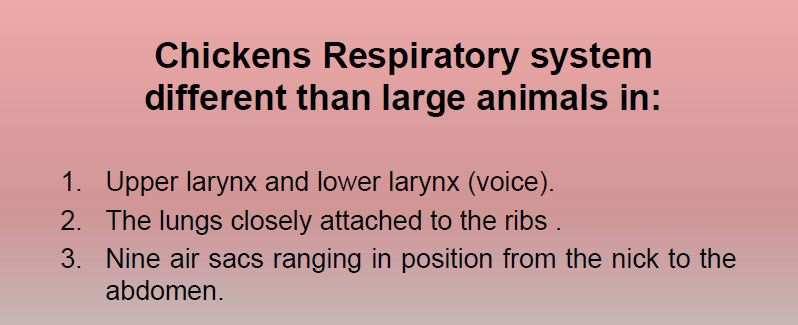 Chickens Respiratory system
different than large animals in:
1. Upper larynx and lower larynx (voice).
2. The lungs closely attached to the ribs .
3. Nine air sacs ranging in position from the nick to the
abdomen.